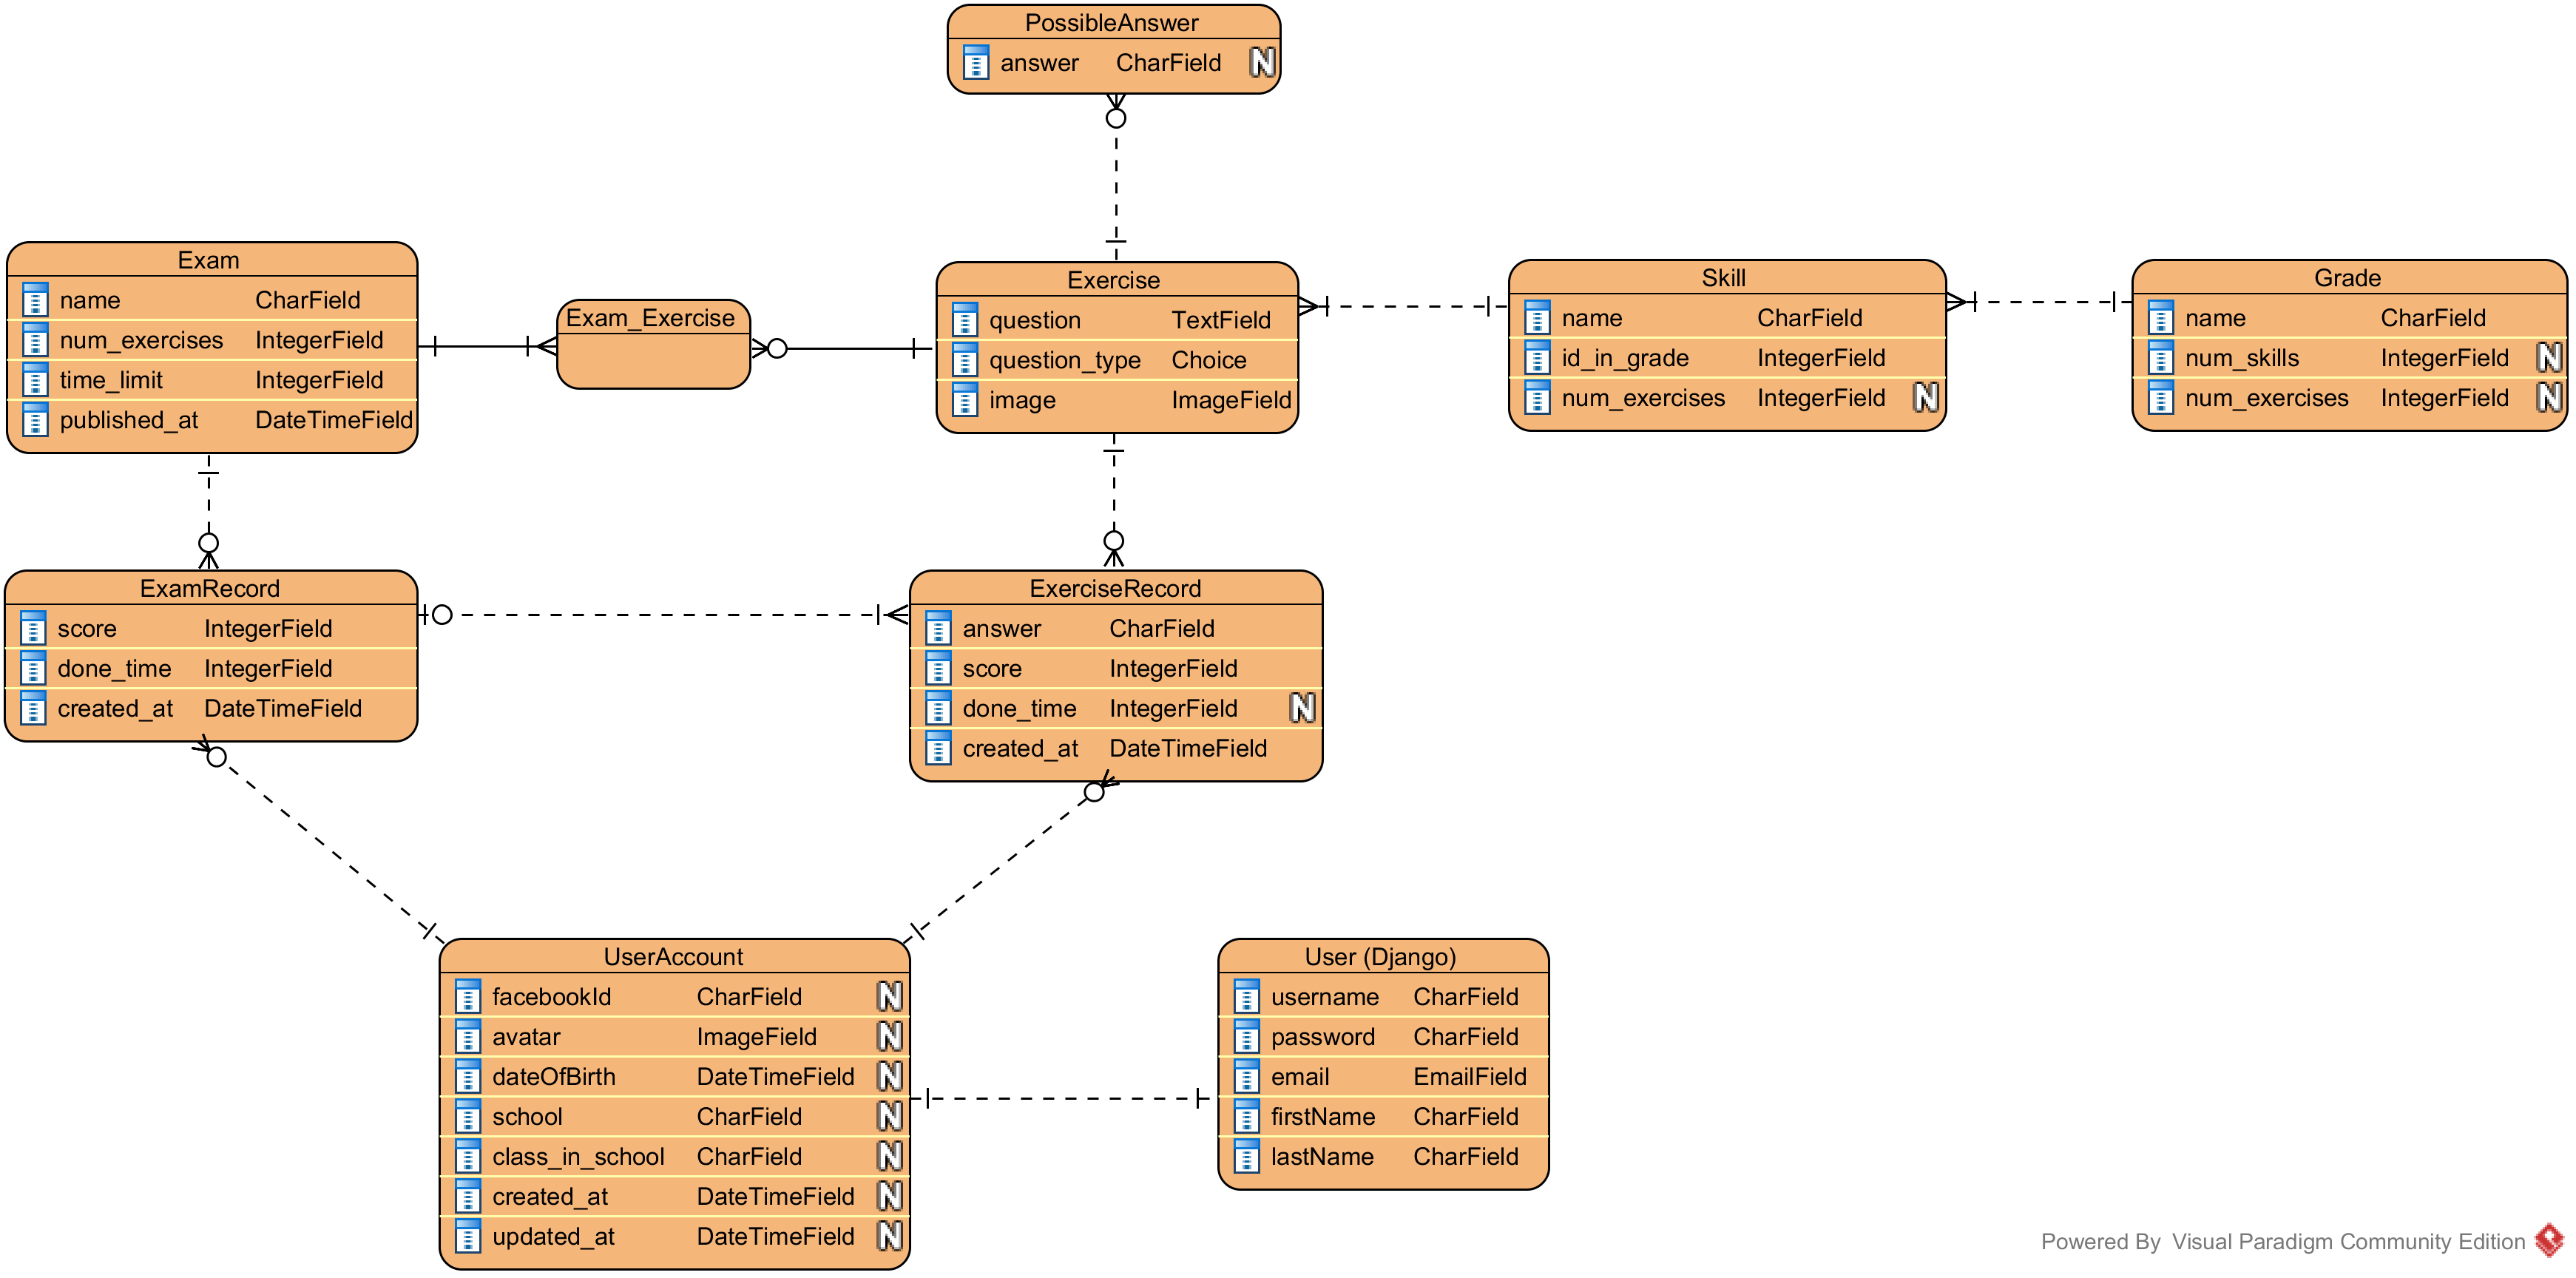 PossibleAnswer
answer CharField N
Exam
name CharField
num_exercises IntegerField
time_limit IntegerField
published_at DateTimeField
Exam_Exercise
Exercise
question TextField
question_type Choice
image ImageField
Skill
name CharField
id_in_grade IntegerField
num_exercises IntegerField N
Grade
name CharField
num_skills IntegerField N
num_exercises IntegerField N
ExamRecord
score IntegerField
done_time IntegerField
created_at DateTimeField
ExerciseRecord
answer CharField
score IntegerField
done_time IntegerField N
created_at DateTimeField
UserAccount
facebookId CharField N
avatar ImageField N
dateOfBirth DateTimeField N
school CharField N
class_in_school CharField N
created_at DateTimeField N
updated_at DateTimeField N
User (Django)
username CharField
password CharField
email EmailField
firstName CharField
lastName CharField
Powered By Visual Paradigm Community Edition